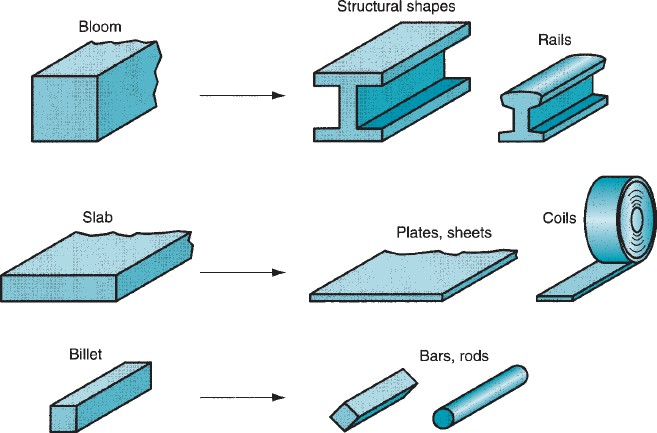 Structural shapes
Bloom
Rails
Slab
Plates, sheets
Coils
Billet
Bars, rods